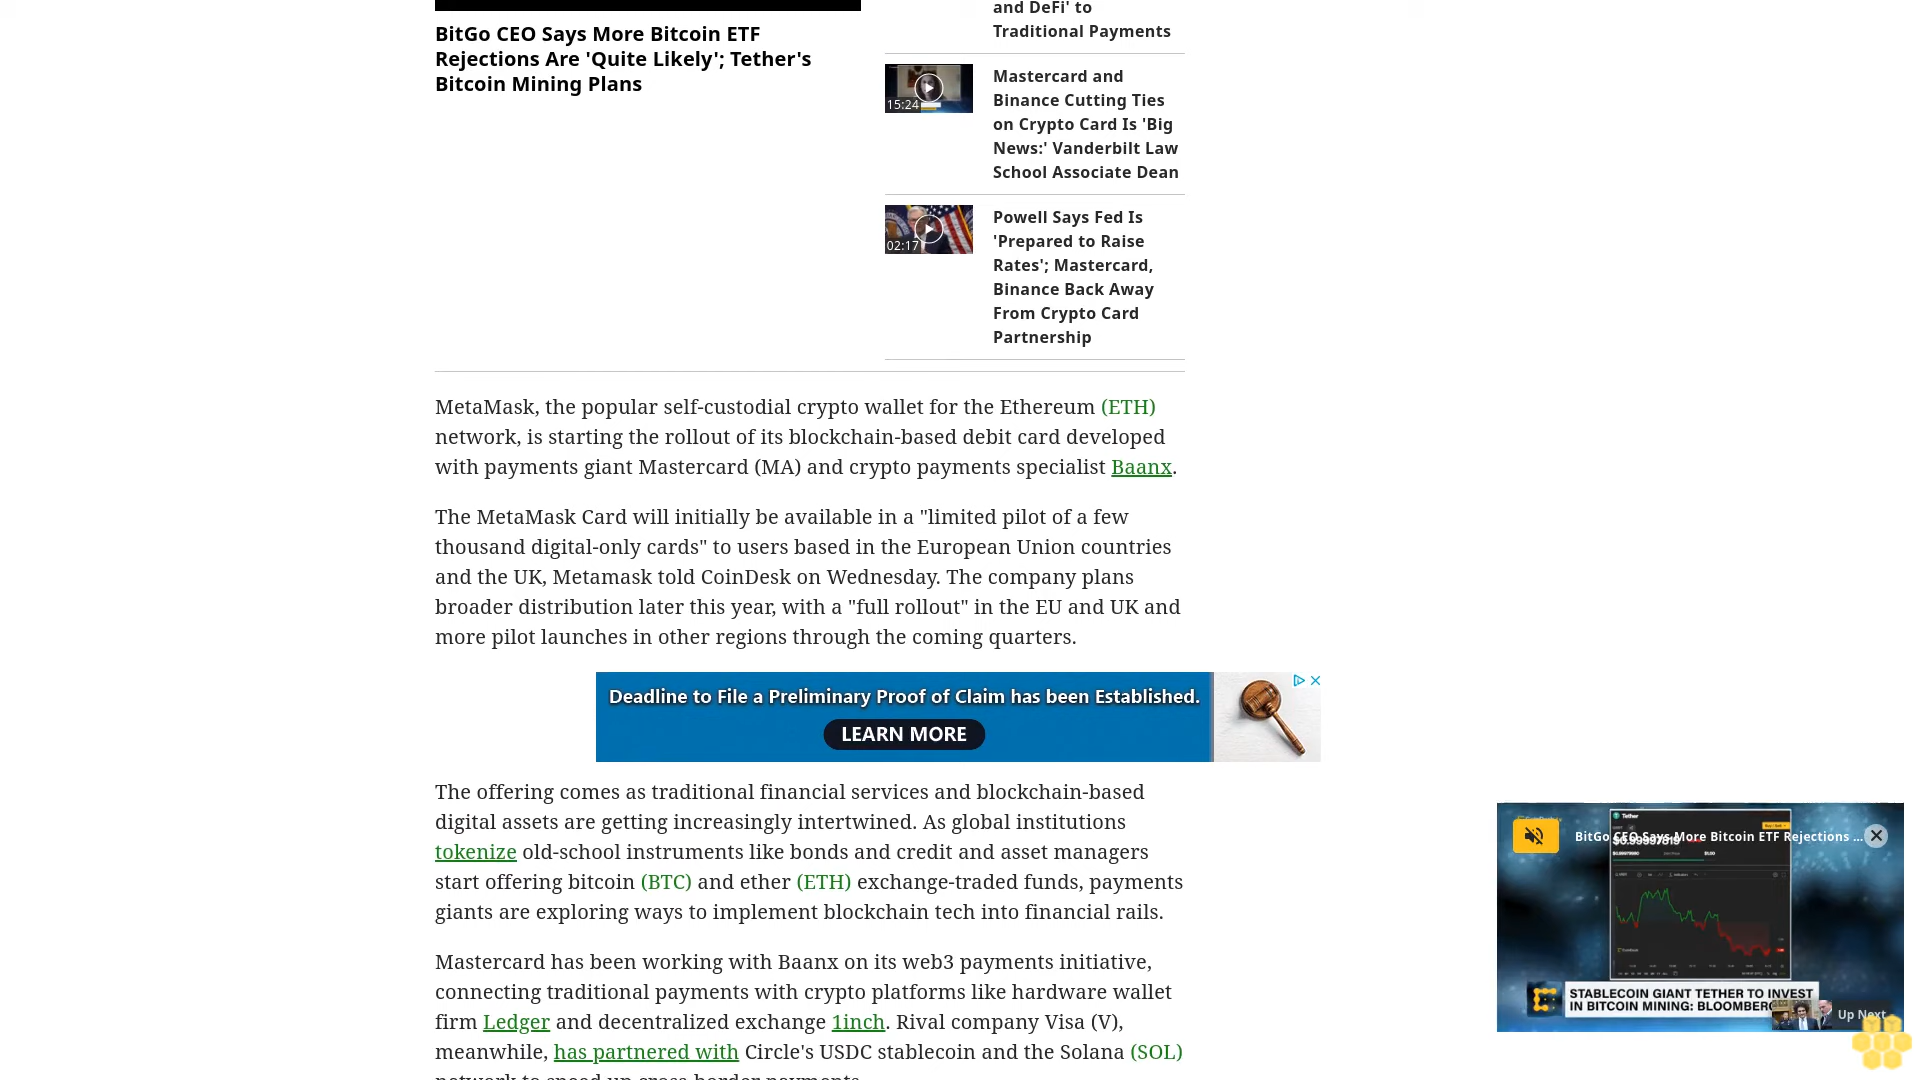 and DeFi' to
Traditional Payments
BitGo CEO Says More Bitcoin ETF
Rejections Are 'Quite Likely'; Tether's
Bitcoin Mining Plans
15:24
Mastercard and
Binance Cutting Ties
on Crypto Card Is 'Big
News:' Vanderbilt Law
School Associate Dean
02:17
Powell Says Fed Is
'Prepared to Raise
Rates'; Mastercard,
Binance Back Away
From Crypto Card
Partnership
MetaMask, the popular self-custodial crypto wallet for the Ethereum (ETH)
network, is starting the rollout of its blockchain-based debit card developed
with payments giant Mastercard (MA) and crypto payments specialist Baanx.
The MetaMask Card will initially be available in a "limited pilot of a few
thousand digital-only cards" to users based in the European Union countries
and the UK, Metamask told CoinDesk on Wednesday. The company plans
broader distribution later this year, with a "full rollout" in the EU and UK and
more pilot launches in other regions through the coming quarters.
Deadline to File a Preliminary Proof of Claim has been Established.
LEARN MORE
The offering comes as traditional financial services and blockchain-based
digital assets are getting increasingly intertwined. As global institutions
tokenize old-school instruments like bonds and credit and asset managers
start offering bitcoin (BTC) and ether (ETH) exchange-traded funds, payments
giants are exploring ways to implement blockchain tech into financial rails.
Mastercard has been working with Baanx on its web3 payments initiative,
connecting traditional payments with crypto platforms like hardware wallet
firm Ledger and decentralized exchange 1inch. Rival company Visa (V),
meanwhile, has partnered with Circle's USDC stablecoin and the Solana (SOL)
network to speed up cross-border payments.
Tether
BitGo CEO Says More Bitcoin ETF Rejections ...
$0.99997819
STABLECOIN GIANT TETHER TO INVEST
IN BITCOIN MINING: BLOOMBERG
Up Next